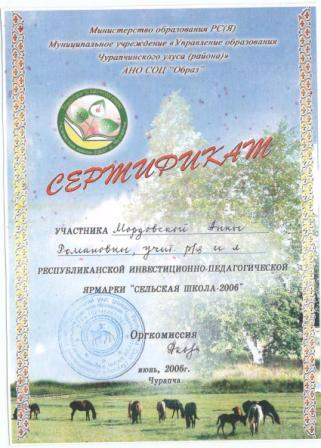 Министерство образования РС(Я)
Муниципальное учреждение «Управление образования
Чурапчинского улуса (района)»
АНО СОЦ "Образ"
СЕРТИФИКАТ
УЧАСТНИКА Мордовской Анны
Романовны, учит р/я и л
РЕСПУБЛИКАНСКОЙ ИНВЕСТИЦИОННО-ПЕДАГОГИЧЕСКОЙ
ЯРМАРКИ "СЕЛЬСКАЯ ШКОЛА-2006"
Оргкомиссия
июнь, 2006г.
Чурапча